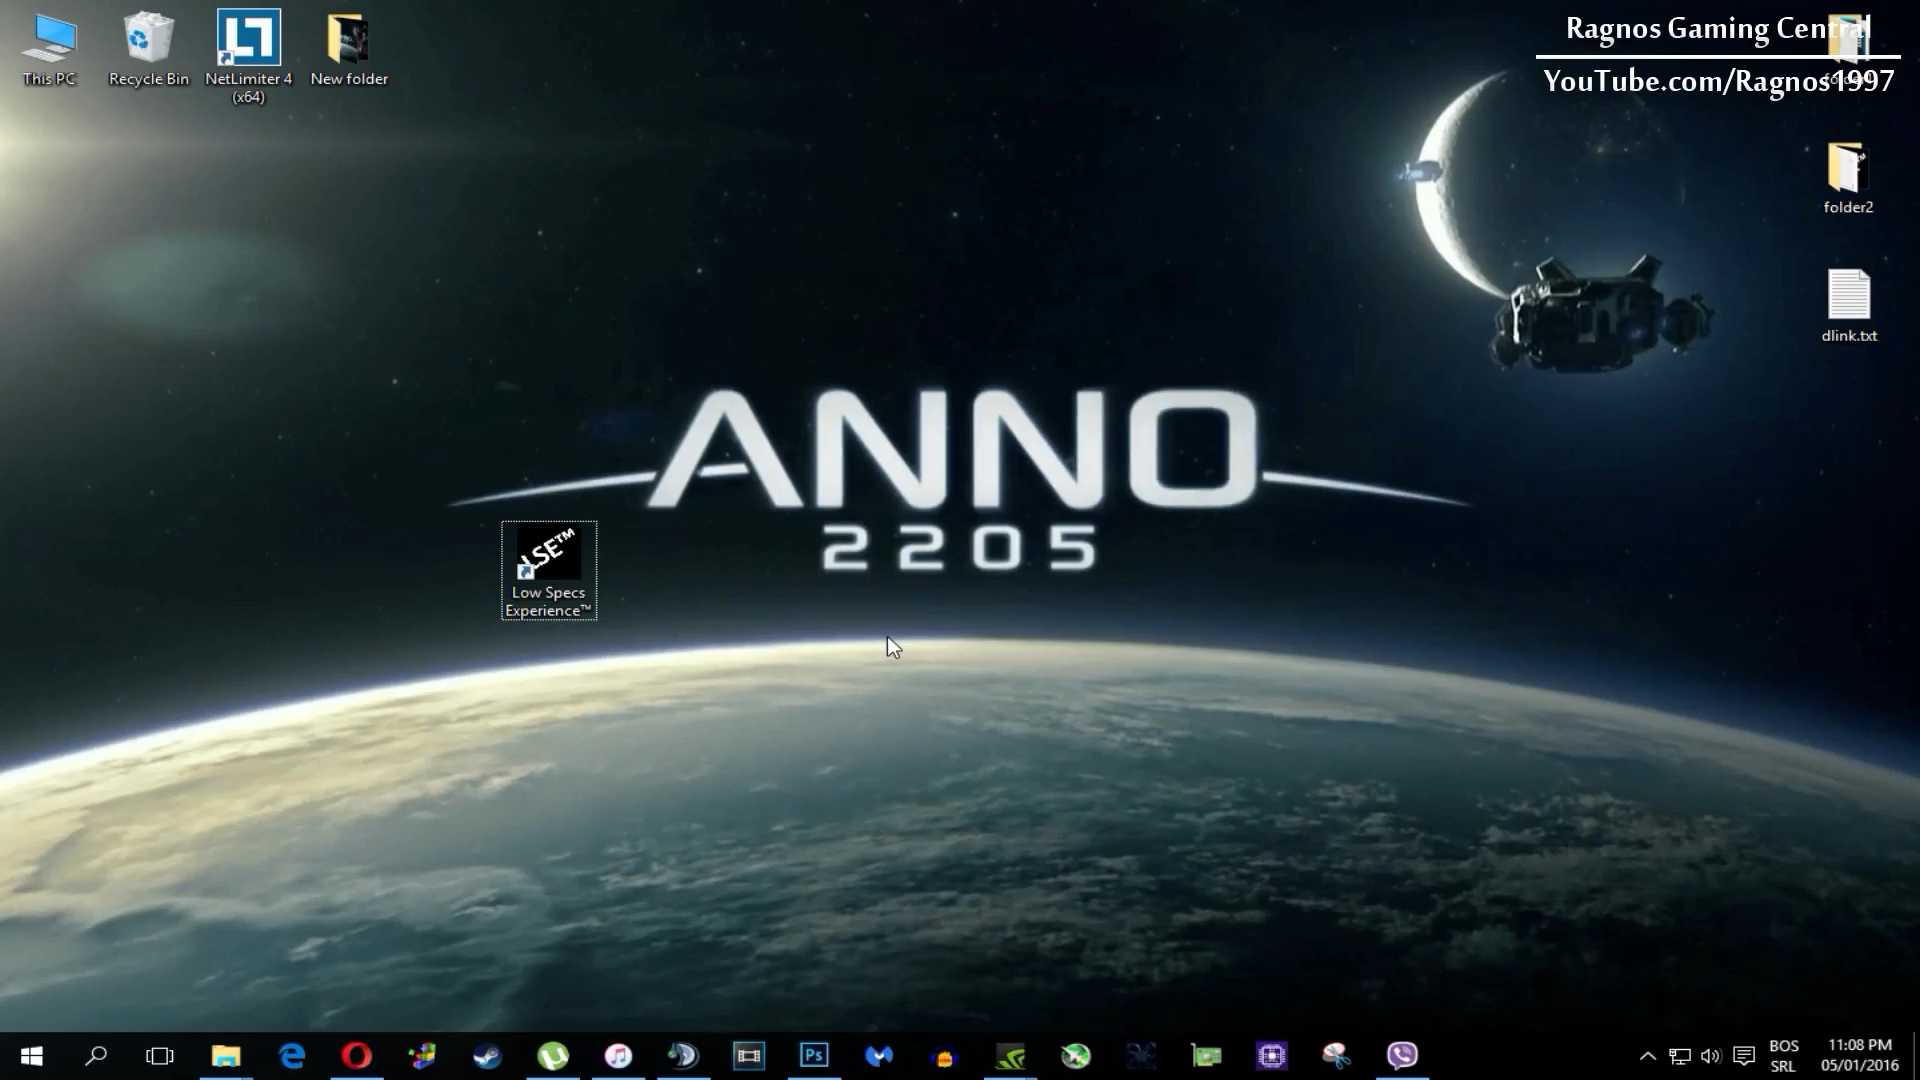 This PC
Recycle Bin
NetLimiter 4
(x64)
New folder
Ragnos Gaming Central
YouTube.com/Ragnos1997
folder2
dlink.txt
ANNO
2205
LSE™
Low Specs
Experience™
Ps
BOS
SRL
11:08 PM
05/01/2016